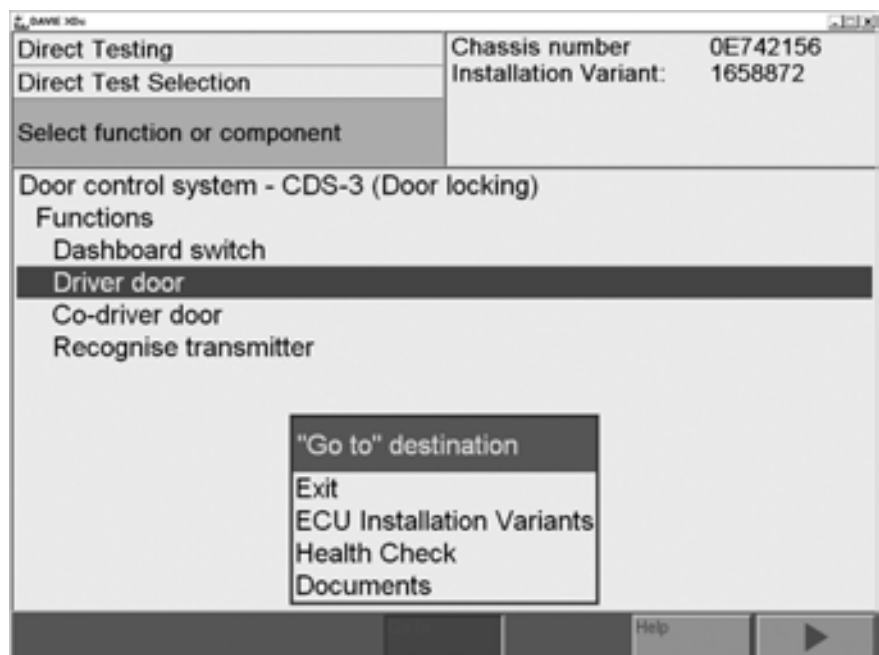 DAVIE XDc
Direct Testing
Direct Test Selection
Select function or component
Chassis number 0E742156
Installation Variant: 1658872
Door control system - CDS-3 (Door locking)
Functions
Dashboard switch
Driver door
Co-driver door
Recognise transmitter
"Go to" destination
Exit
ECU Installation Variants
Health Check
Documents
Help